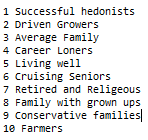 1 Successful hedonists
2 Driven Growers
3 Average Family
4 Career Loners
5 Living well
6 Cruising Seniors
7 Retired and Religeous
8 Family with grown ups
9 Conservative families
10 Farmers